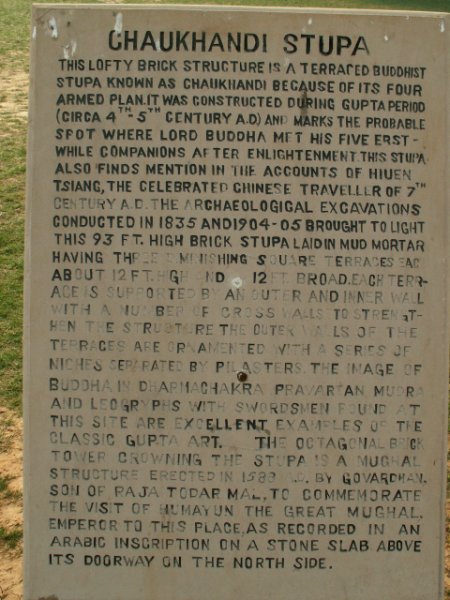 CHAUKHANDI STUPA
THIS LOFTY BRICK STRUCTURE IS A TERRACED BUDDHIST
STUPA KNOWN AS CHAUKHANDI BECAUSE OF ITS FOUR
ARMED PLAN.IT WAS CONSTRUCTED DURING GUPTA PERIOD
(CIRCA 4TH-5TH CENTURY A.D.) AND MARKS THE PROBABLE
SPOT WHERE LORD BUDDHA MET HIS FIVE ERST-
WHILE COMPANIONS AFTER ENLIGHTENMENT.THIS STUPA
ALSO FINDS MENTION IN THE ACCOUNTS OF HIUEN
TSIANG, THE CELEBRATED CHINESE TRAVELLER OF 7TH
CENTURY A.D. THE ARCHAEOLOGICAL EXCAVATIONS
CONDUCTED IN 1835 AND 1904-05 BROUGHT TO LIGHT
THIS 93 FT. HIGH BRICK STUPA LAID IN MUD MORTAR
HAVING THREE DIMINISHING SQUARE TERRACES EACH
ABOUT 12 FT. HIGH AND 12 FT. BROAD. EACH TERR-
ACE IS SUPPORTED BY AN OUTER AND INNER WALL
WITH A NUMBER OF CROSS WALLS TO STRENGT-
HEN THE STRUCTURE THE OUTER WALLS OF THE
TERRACES ARE ORNAMENTED WITH A SERIES OF
NICHES SEPARATED BY PILASTERS. THE IMAGE OF
BUDDHA IN DHARMACHAKRA PRAVARTAN MUDRA
AND LEOGRYPHS WITH SWORDSMEN FOUND AT
THIS SITE ARE EXCELLENT EXAMPLES OF THE
CLASSIC GUPTA ART. THE OCTAGONAL BRICK
TOWER CROWNING THE STUPA IS A MUGHAL
STRUCTURE ERECTED IN 1588 A.D. BY GOVARDHAN.
SON OF RAJA TODAR MAL, TO COMMEMORATE
THE VISIT OF HUMAYUN THE GREAT MUGHAL.
EMPEROR TO THIS PLACE, AS RECORDED IN AN
ARABIC INSCRIPTION ON A STONE SLAB ABOVE
ITS DOORWAY ON THE NORTH SIDE.